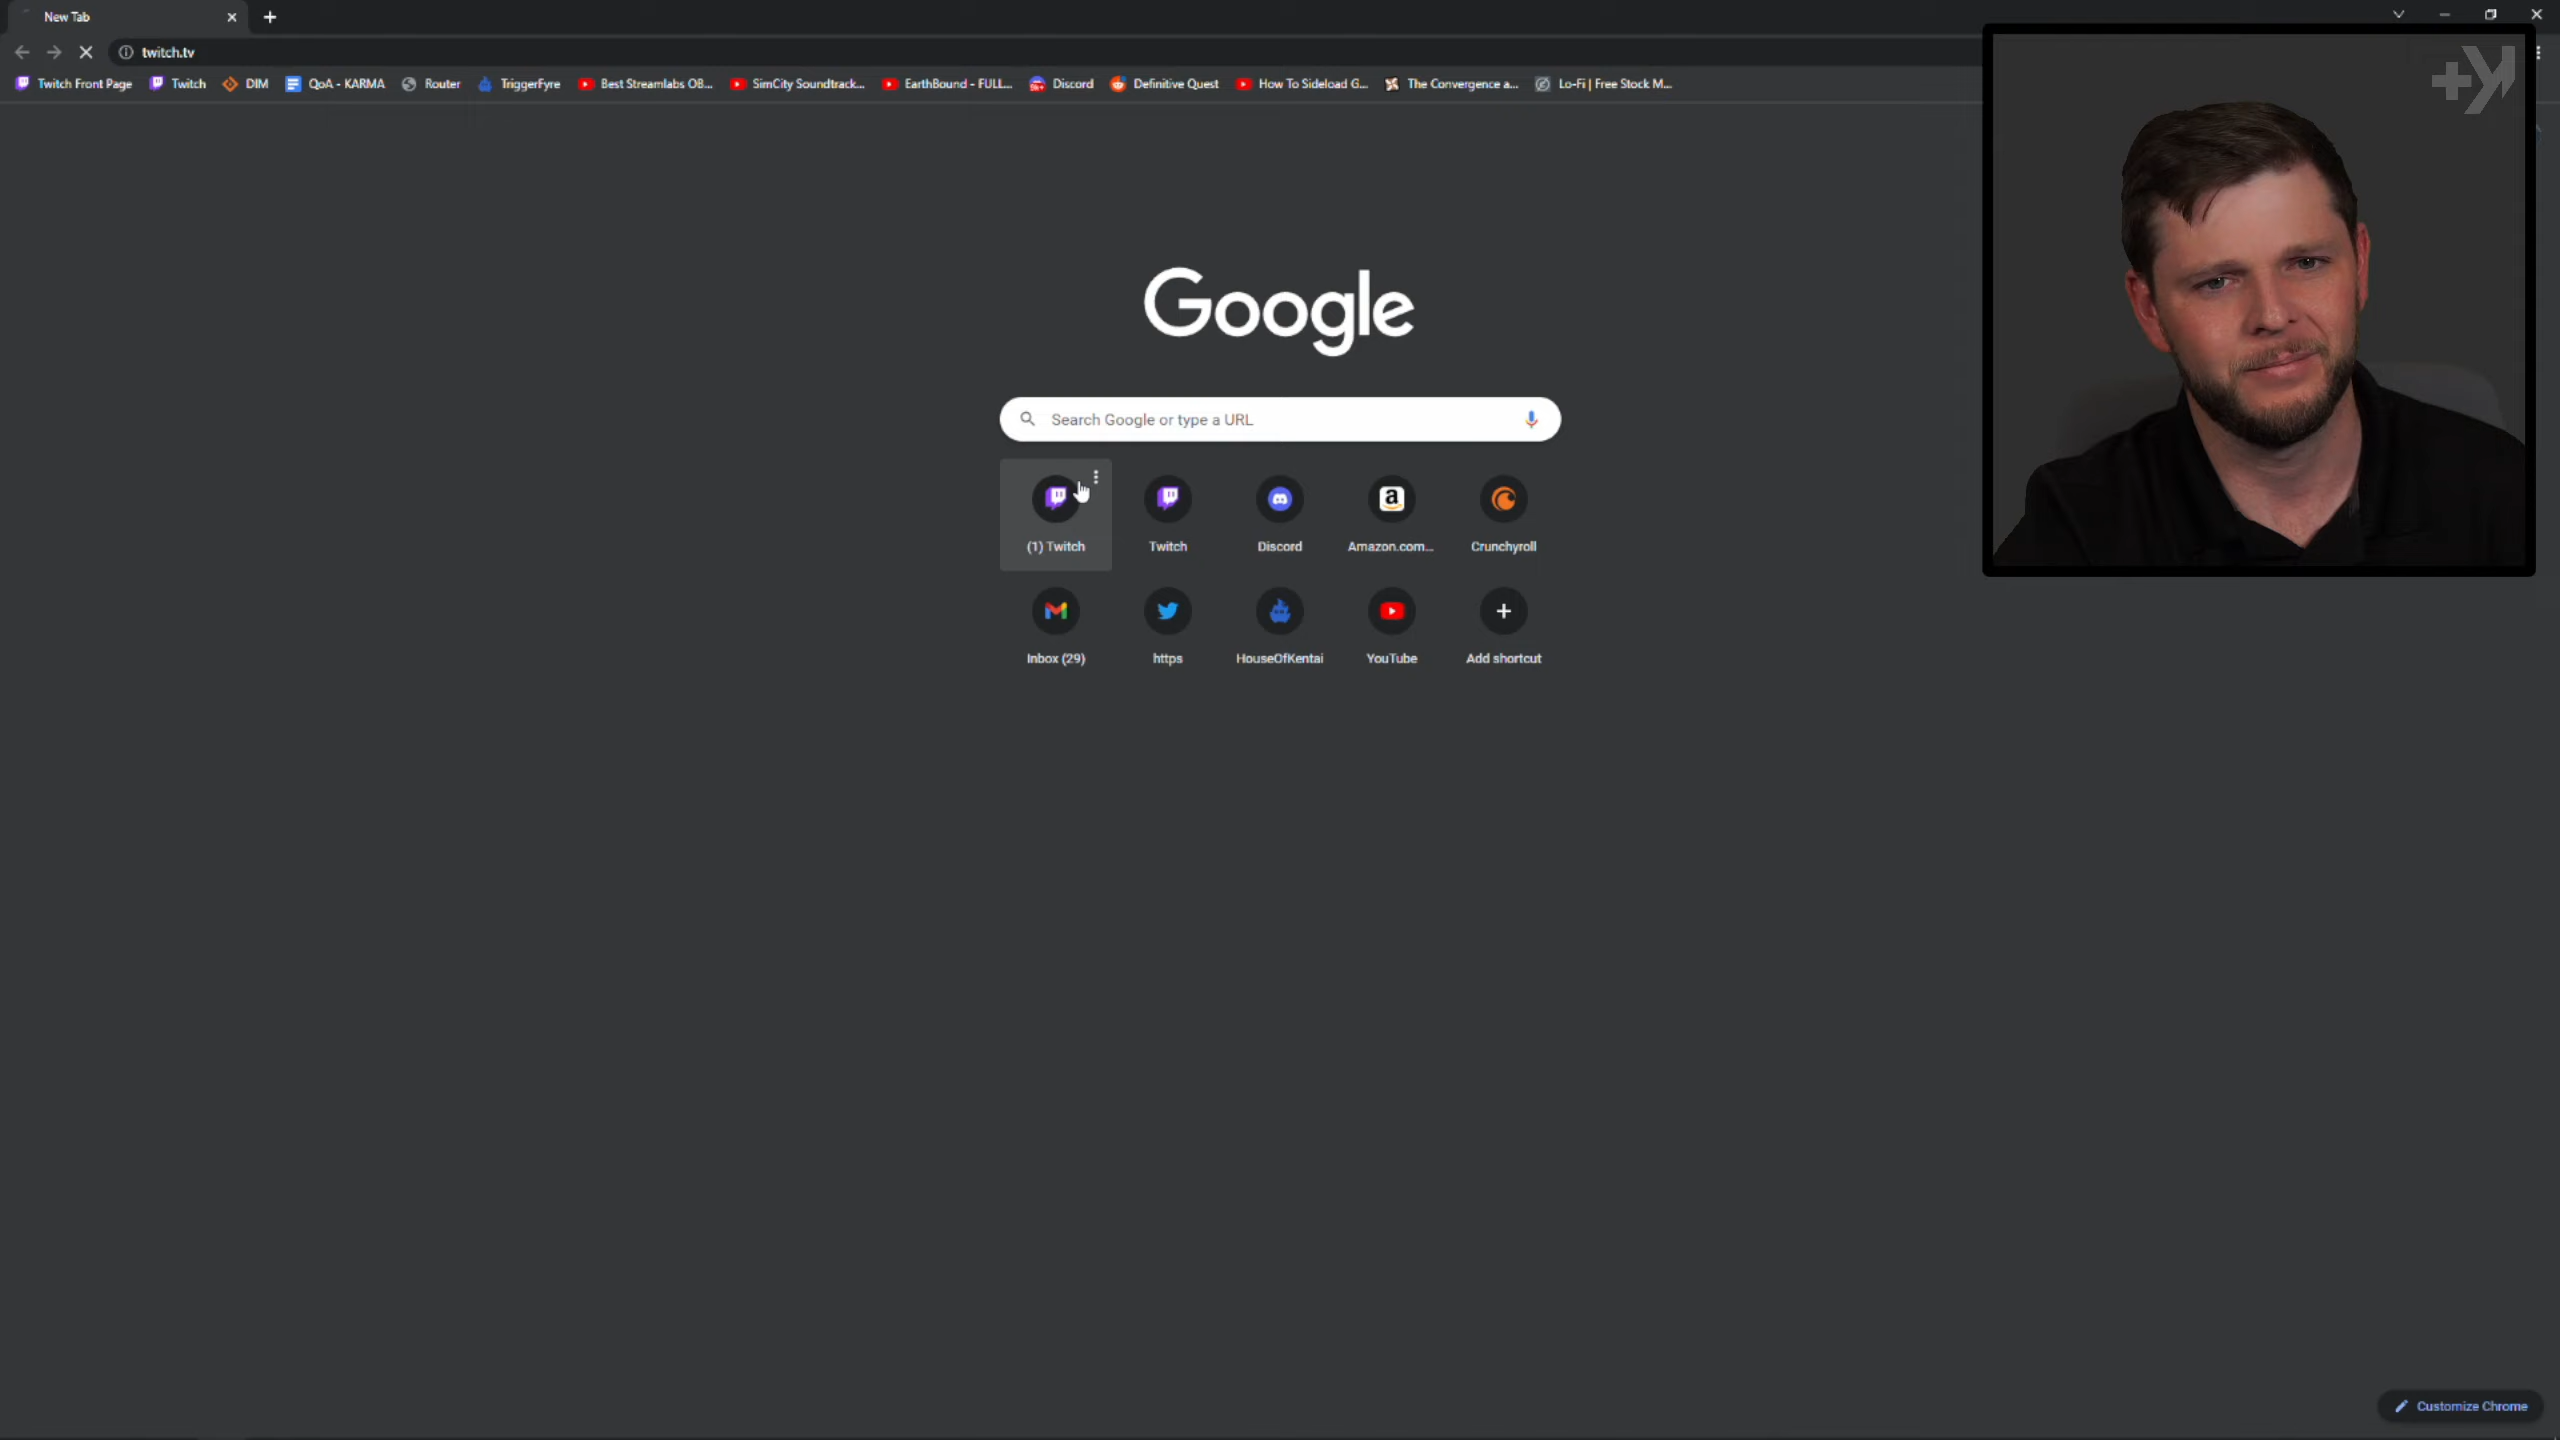 New Tab
twitch.tv
Twitch Front Page Twitch DIM QoA - KARMA Router TriggerFyre Best Streamlabs OB... SimCity Soundtrack... EarthBound - FULL... Discord Definitive Quest How To Sideload G... The Convergence a... Lo-Fi | Free Stock M...
Google
Search Google or type a URL
(1) Twitch Twitch Discord Amazon.com... Crunchyroll
Inbox (29) https HouseOfKentai YouTube Add shortcut
Customize Chrome